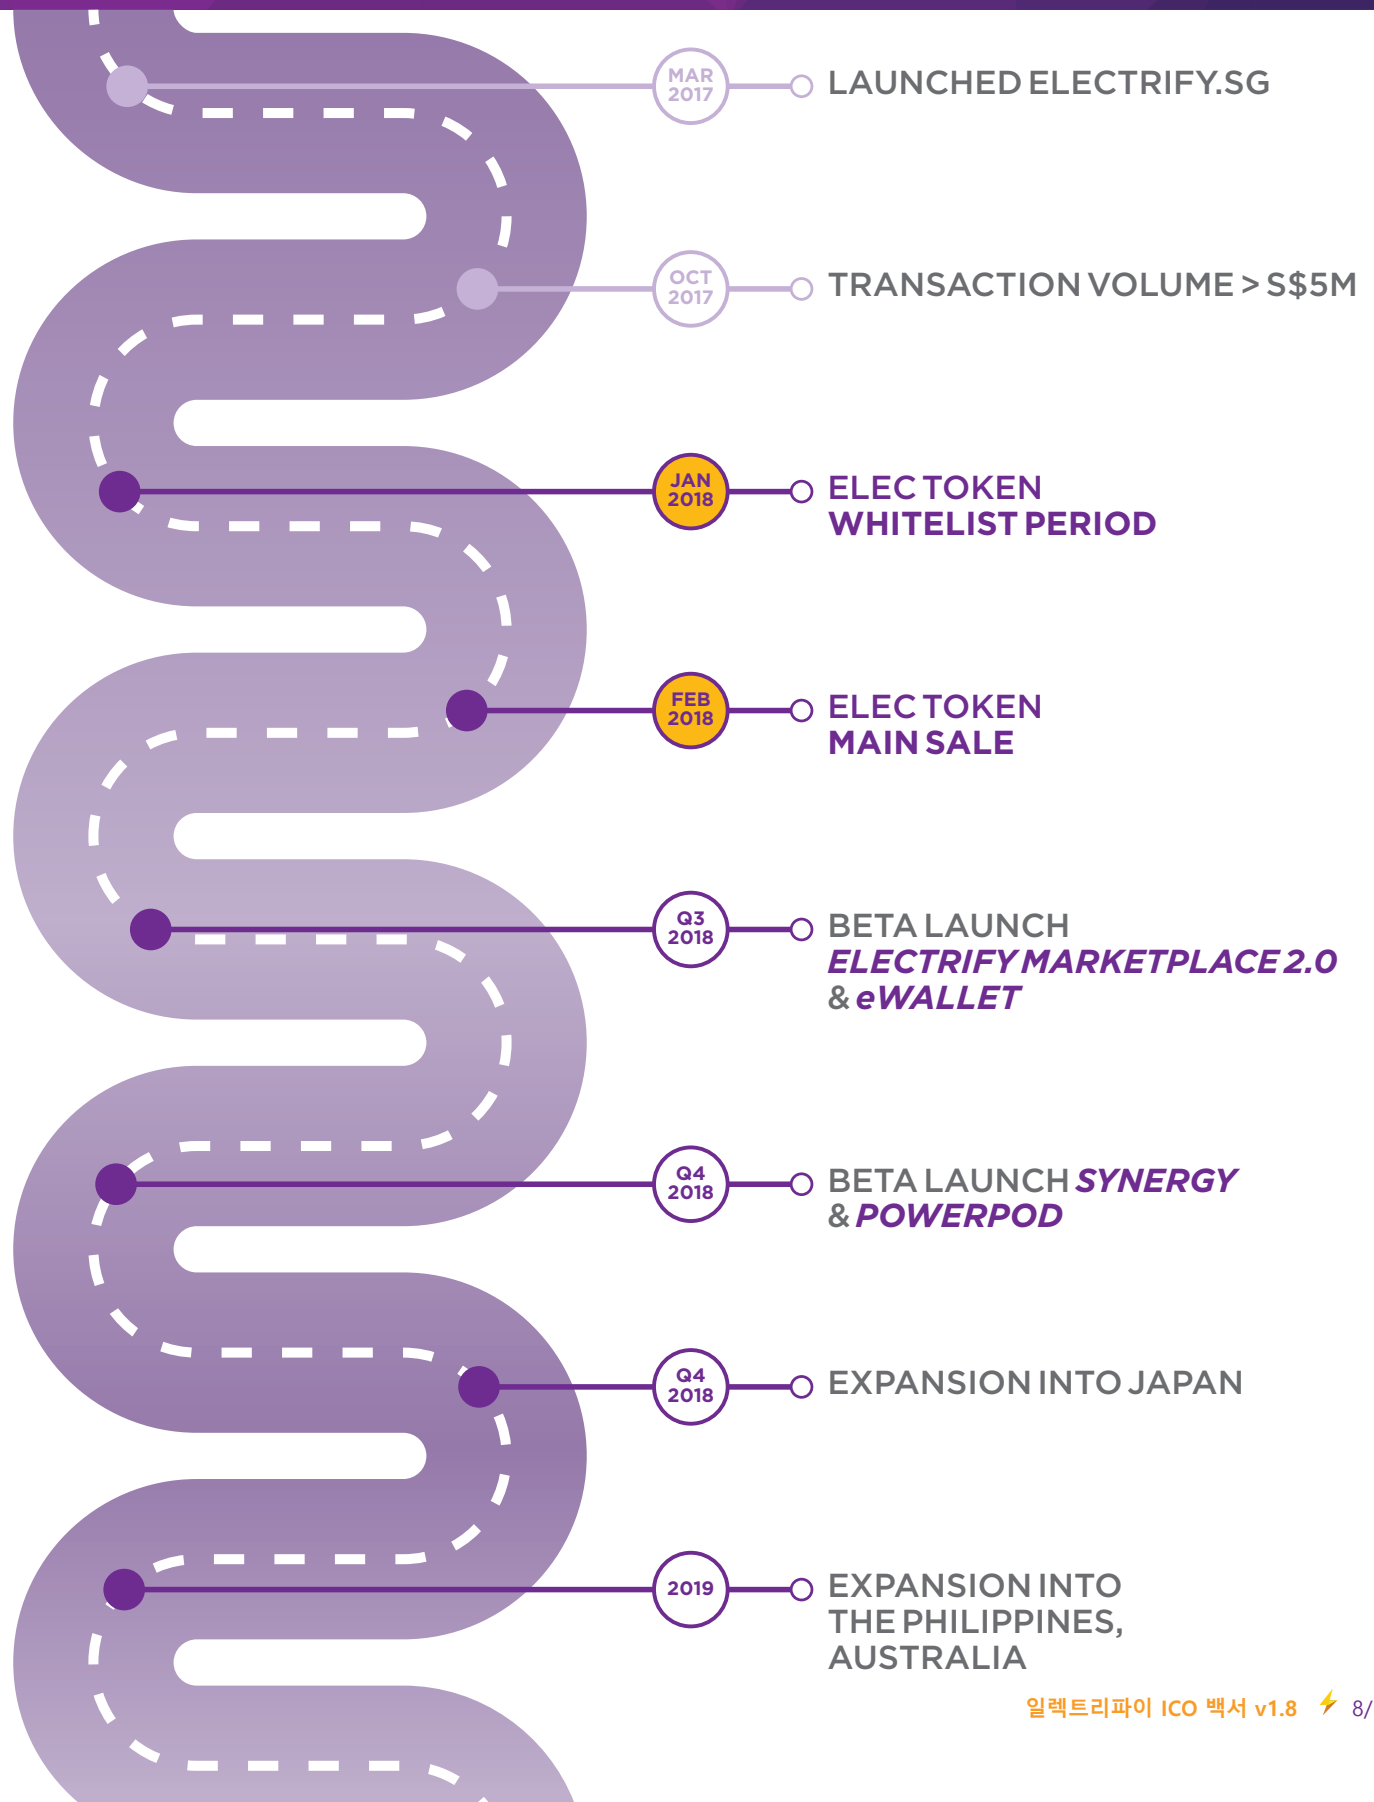 MAR
2017
LAUNCHED ELECTRIFY.SG
OCT
2017
TRANSACTION VOLUME > S$5M
JAN
2018
ELEC TOKEN
WHITELIST PERIOD
FEB
2018
ELEC TOKEN
MAIN SALE
Q3
2018
BETA LAUNCH
ELECTRIFY MARKETPLACE 2.0
& eWALLET
Q4
2018
BETA LAUNCH SYNERGY
& POWERPOD
Q4
2018
EXPANSION INTO JAPAN
2019
EXPANSION INTO
THE PHILIPPINES,
AUSTRALIA
일렉트리파이 ICO 백서 v1.8 8/